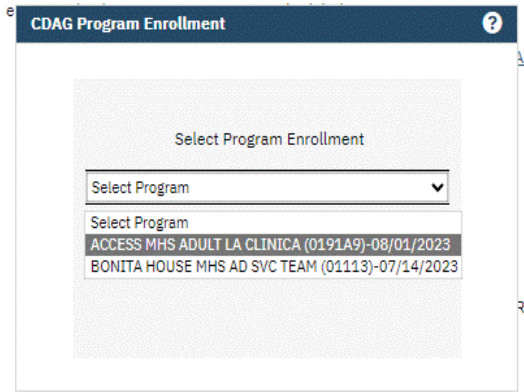 e
CDAG Program Enrollment
?
A
Select Program Enrollment
Select Program
Select Program
ACCESS MHS ADULT LA CLINICA (0191A9)-08/01/2023
BONITA HOUSE MHS AD SVC TEAM (01113)-07/14/2023
R